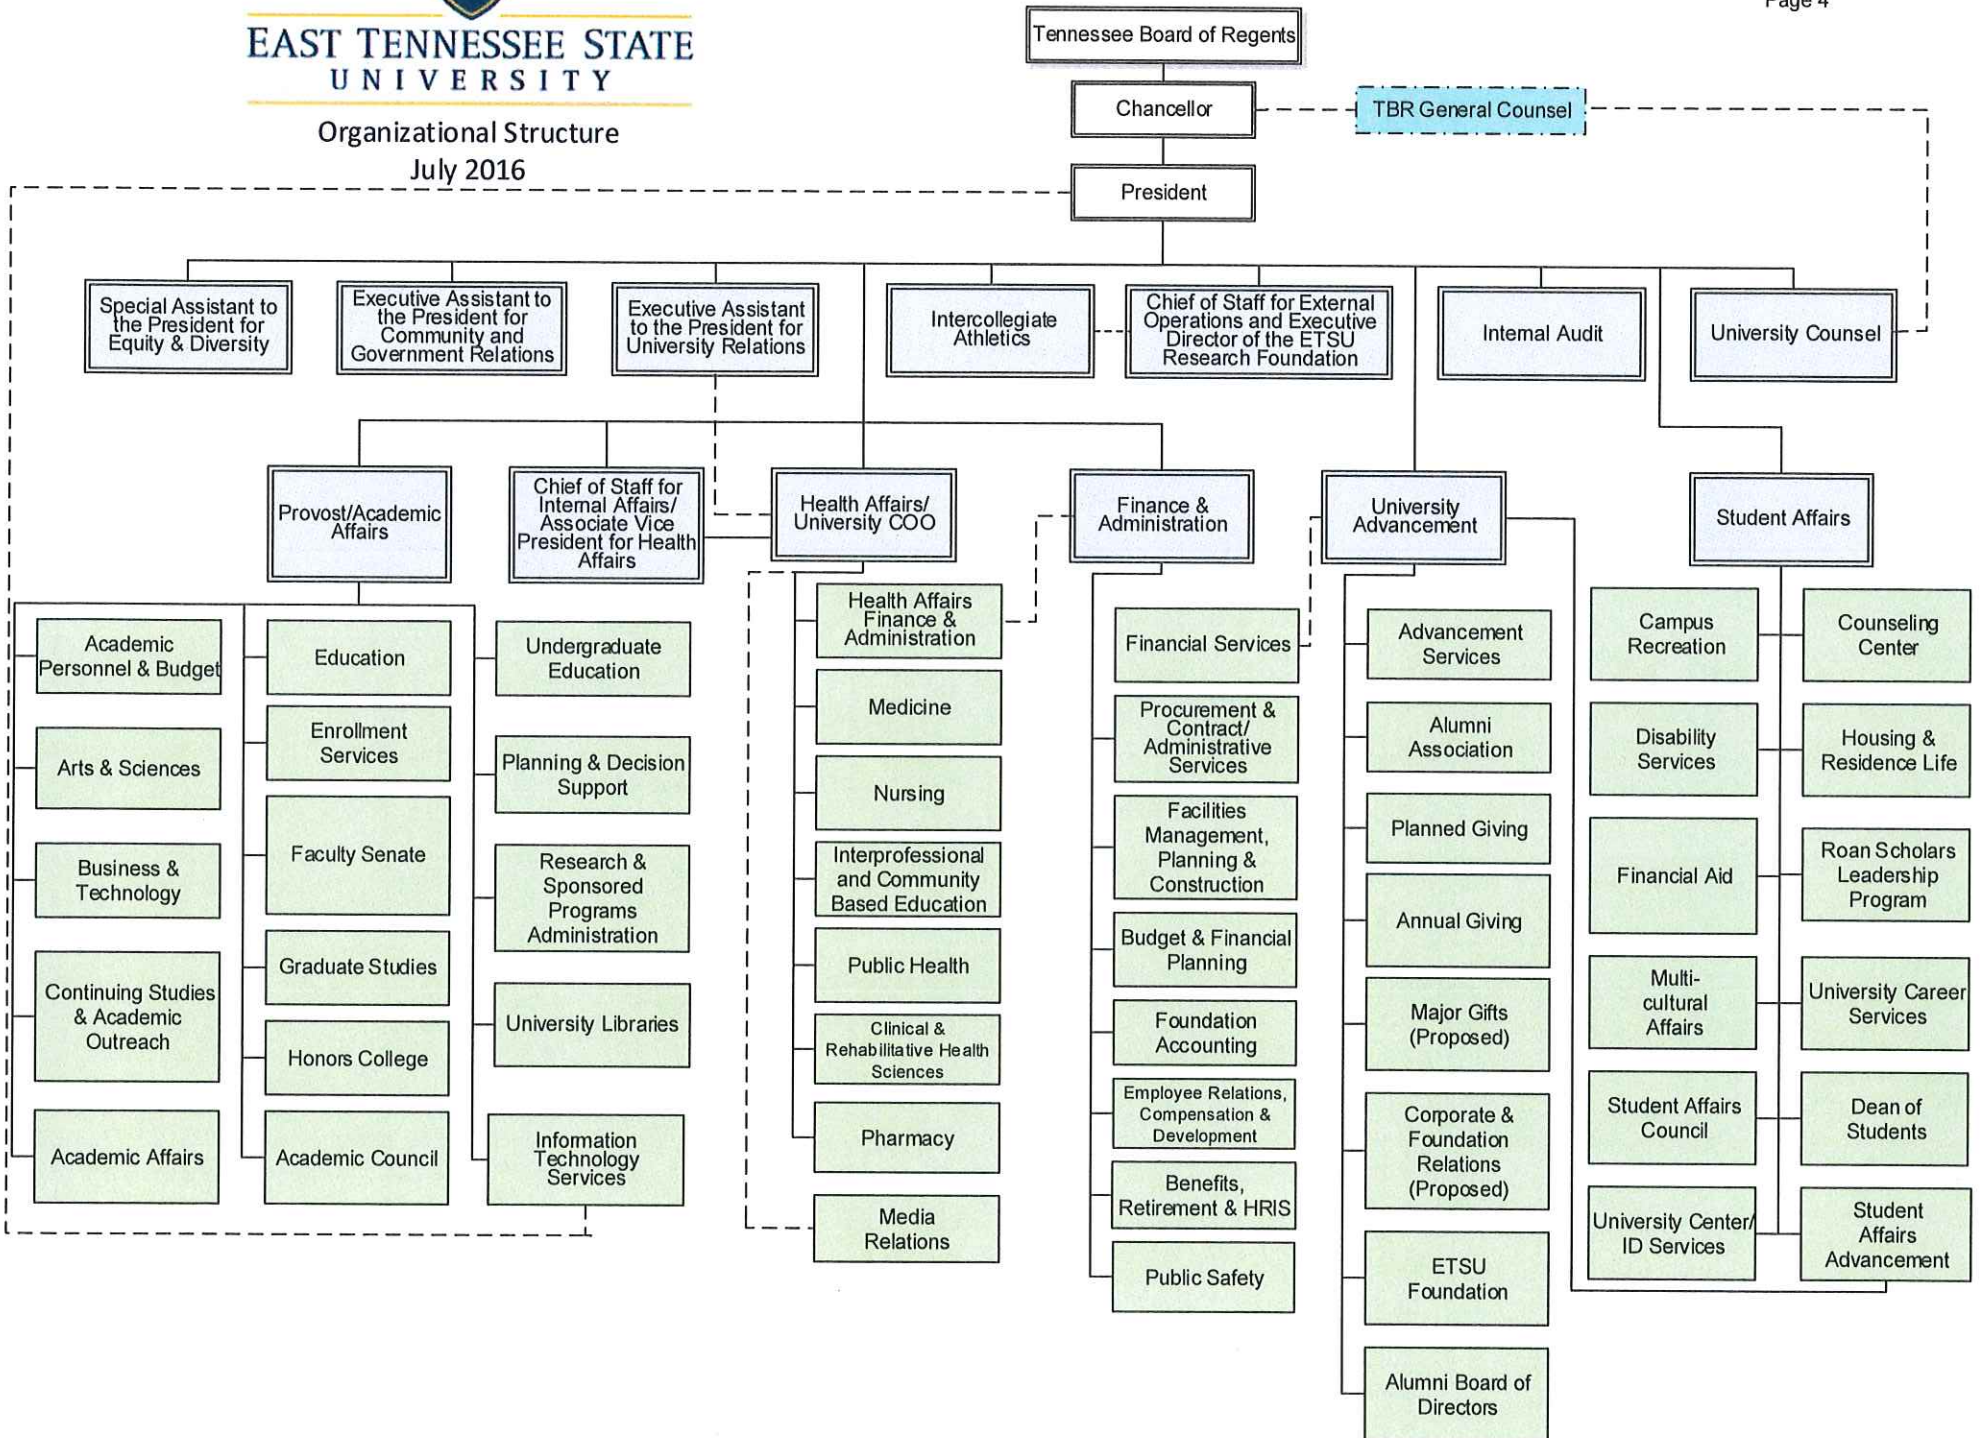 Page 4
EAST TENNESSEE STATE
UNIVERSITY
Organizational Structure
July 2016
Tennessee Board of Regents
Chancellor
TBR General Counsel
President
Special Assistant to
the President for
Equity & Diversity
Executive Assistant to
the President for
Community and
Government Relations
Executive Assistant
to the President for
University Relations
Intercollegiate
Athletics
Chief of Staff for External
Operations and Executive
Director of the ETSU
Research Foundation
Internal Audit
University Counsel
Provost/Academic
Affairs
Chief of Staff for
Internal Affairs/
Associate Vice
President for Health
Affairs
Health Affairs/
University COO
Finance &
Administration
University
Advancement
Student Affairs
Academic
Personnel & Budget
Arts & Sciences
Business &
Technology
Continuing Studies
& Academic
Outreach
Academic Affairs
Education
Enrollment
Services
Faculty Senate
Graduate Studies
Honors College
Academic Council
Undergraduate
Education
Planning & Decision
Support
Research &
Sponsored
Programs
Administration
University Libraries
Information
Technology
Services
Health Affairs
Finance &
Administration
Medicine
Nursing
Interprofessional
and Community
Based Education
Public Health
Clinical &
Rehabilitative Health
Sciences
Pharmacy
Media
Relations
Financial Services
Procurement &
Contract/
Administrative
Services
Facilities
Management,
Planning &
Construction
Budget & Financial
Planning
Foundation
Accounting
Employee Relations,
Compensation &
Development
Benefits,
Retirement & HRIS
Public Safety
Advancement
Services
Alumni
Association
Planned Giving
Annual Giving
Major Gifts
(Proposed)
Corporate &
Foundation
Relations
(Proposed)
ETSU
Foundation
Alumni Board of
Directors
Campus
Recreation
Disability
Services
Financial Aid
Multi-
cultural
Affairs
Student Affairs
Council
University Center/
ID Services
Counseling
Center
Housing &
Residence Life
Roan Scholars
Leadership
Program
University Career
Services
Dean of
Students
Student
Affairs
Advancement